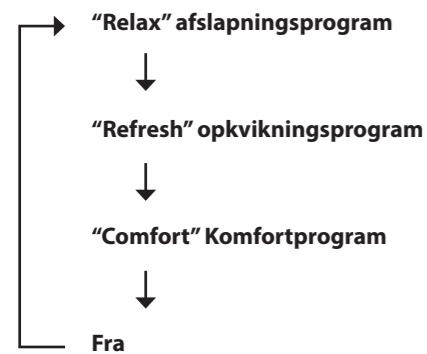 “Relax” afslapningsprogram
“Refresh” opkvikningsprogram
“Comfort” Komfortprogram
Fra